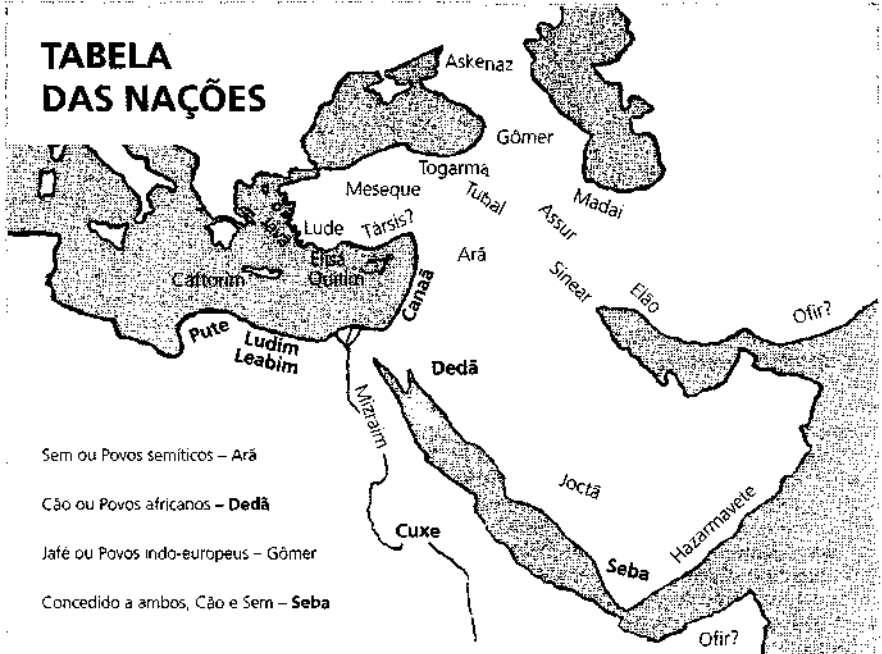 TABELA
DAS NAÇÕES
Askenaz
Gômer
Togarma
Meseque
Tubal
Madai
Assur
Javã
Lude
Társis?
Arã
Elisá
Quitim
Caftorim
Canaã
Sinear
Elão
Ofir?
Pute
Ludim
Leabim
Dedã
Mizraim
Sem ou Povos semíticos – Arã
Joctã
Cão ou Povos africanos – Dedã
Hazarmavete
Cuxe
Jafé ou Povos indo-europeus – Gômer
Seba
Concedido a ambos, Cão e Sem – Seba
Ofir?